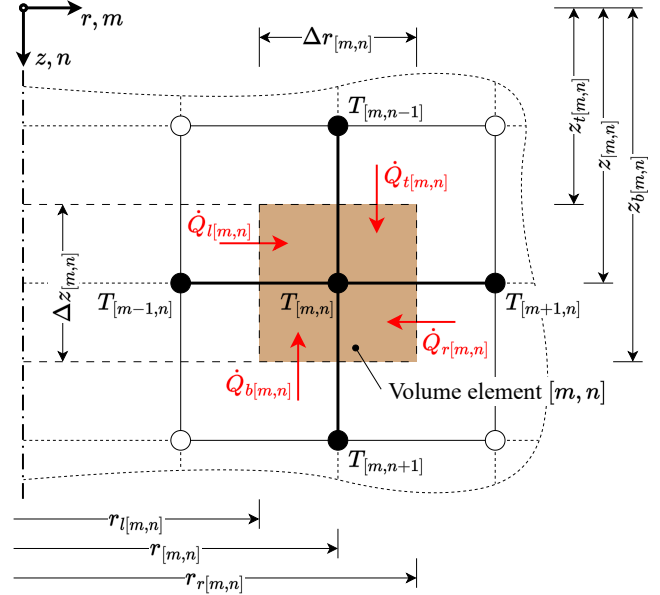 r, m
z, n
Δr[m,n]
T[m,n−1]
z_t[m,n]
z[m,n]
z_b[m,n]
Q̇_t[m,n]
Q̇_l[m,n]
Δz[m,n]
T[m−1,n]
T[m,n]
T[m+1,n]
Q̇_r[m,n]
Q̇_b[m,n]
Volume element [m, n]
T[m,n+1]
r_l[m,n]
r[m,n]
r_r[m,n]